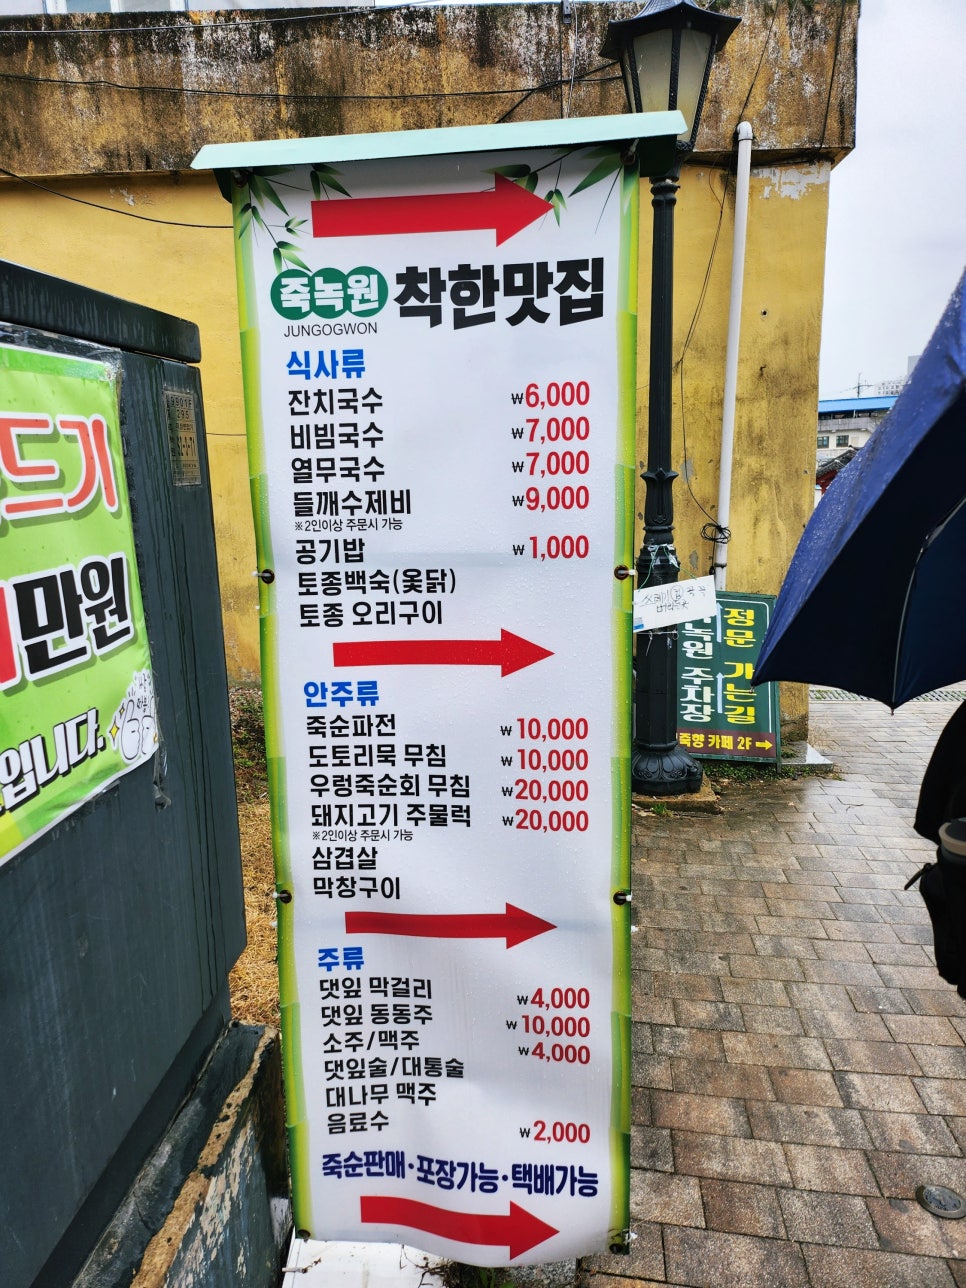 죽녹원 착한맛집
JUNGOGWON
식사류
잔치국수 ₩6,000
비빔국수 ₩7,000
열무국수 ₩7,000
들깨수제비 ₩9,000
※2인이상 주문시 가능
공기밥 ₩1,000
토종백숙(옻닭)
토종 오리구이
안주류
죽순파전 ₩10,000
도토리묵 무침 ₩10,000
우렁죽순회 무침 ₩20,000
돼지고기 주물럭 ₩20,000
※2인이상 주문시 가능
삼겹살
막창구이
주류
댓잎 막걸리 ₩4,000
댓잎 동동주 ₩10,000
소주/맥주 ₩4,000
댓잎술/대통술
대나무 맥주
음료수 ₩2,000
죽순판매·포장가능·택배가능
드기
만원
입니다.
정문 가는길
녹원 주차장
죽향 카페 2F →